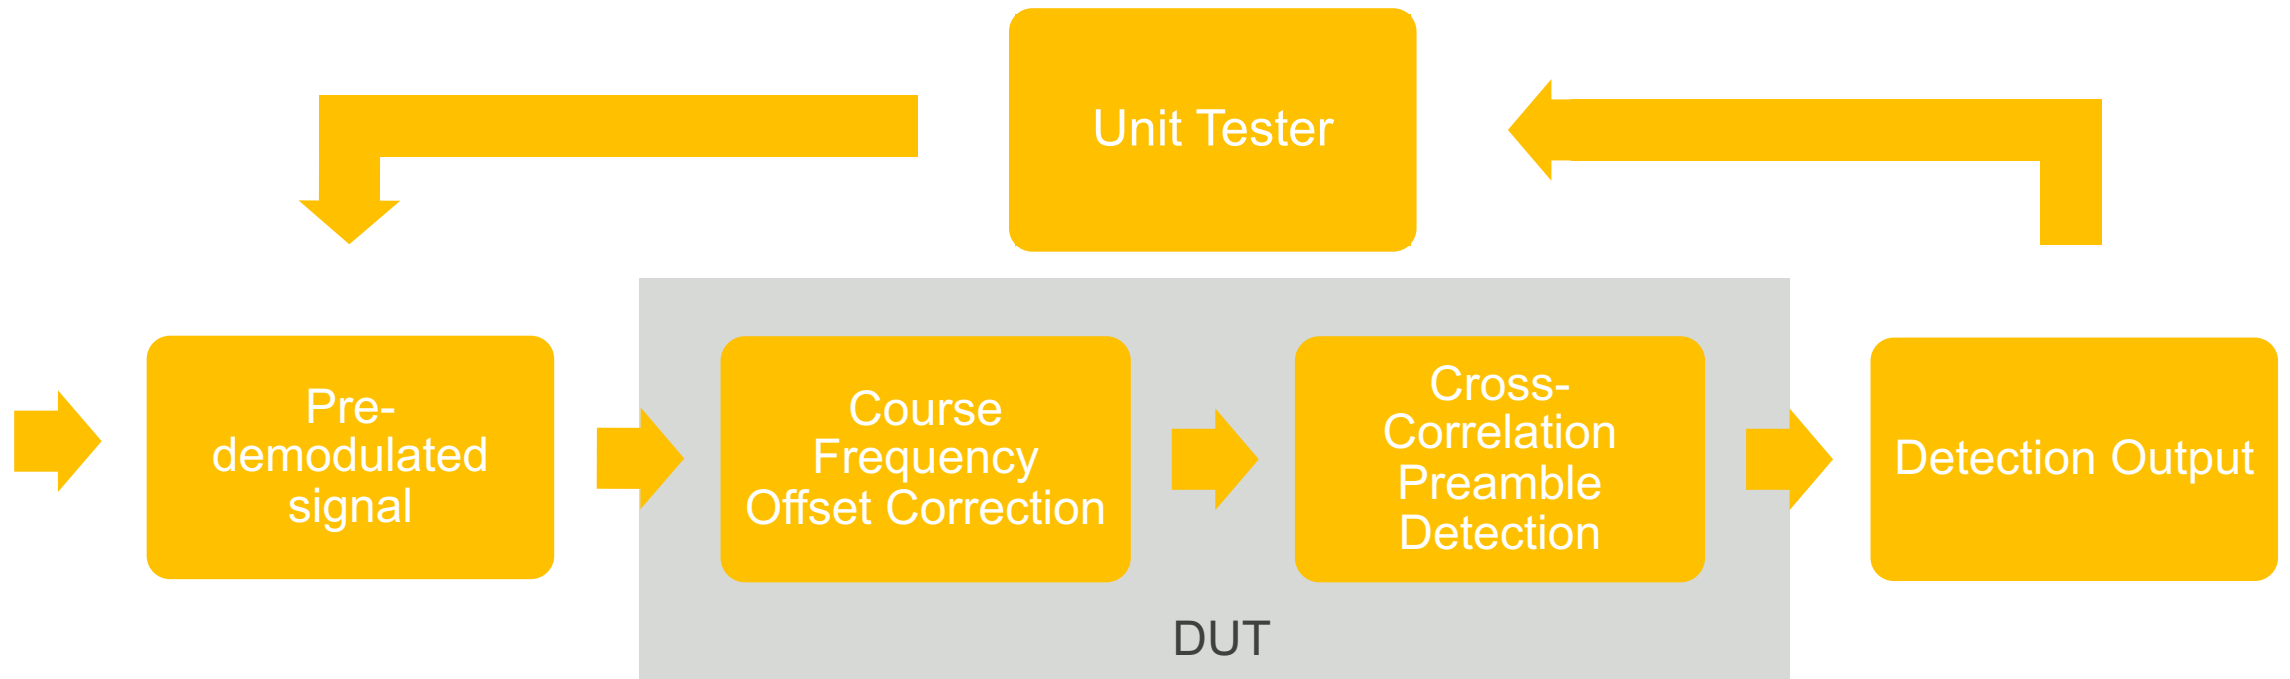 Unit Tester
Pre-
demodulated
signal
Course
Frequency
Offset Correction
Cross-
Correlation
Preamble
Detection
Detection Output
DUT